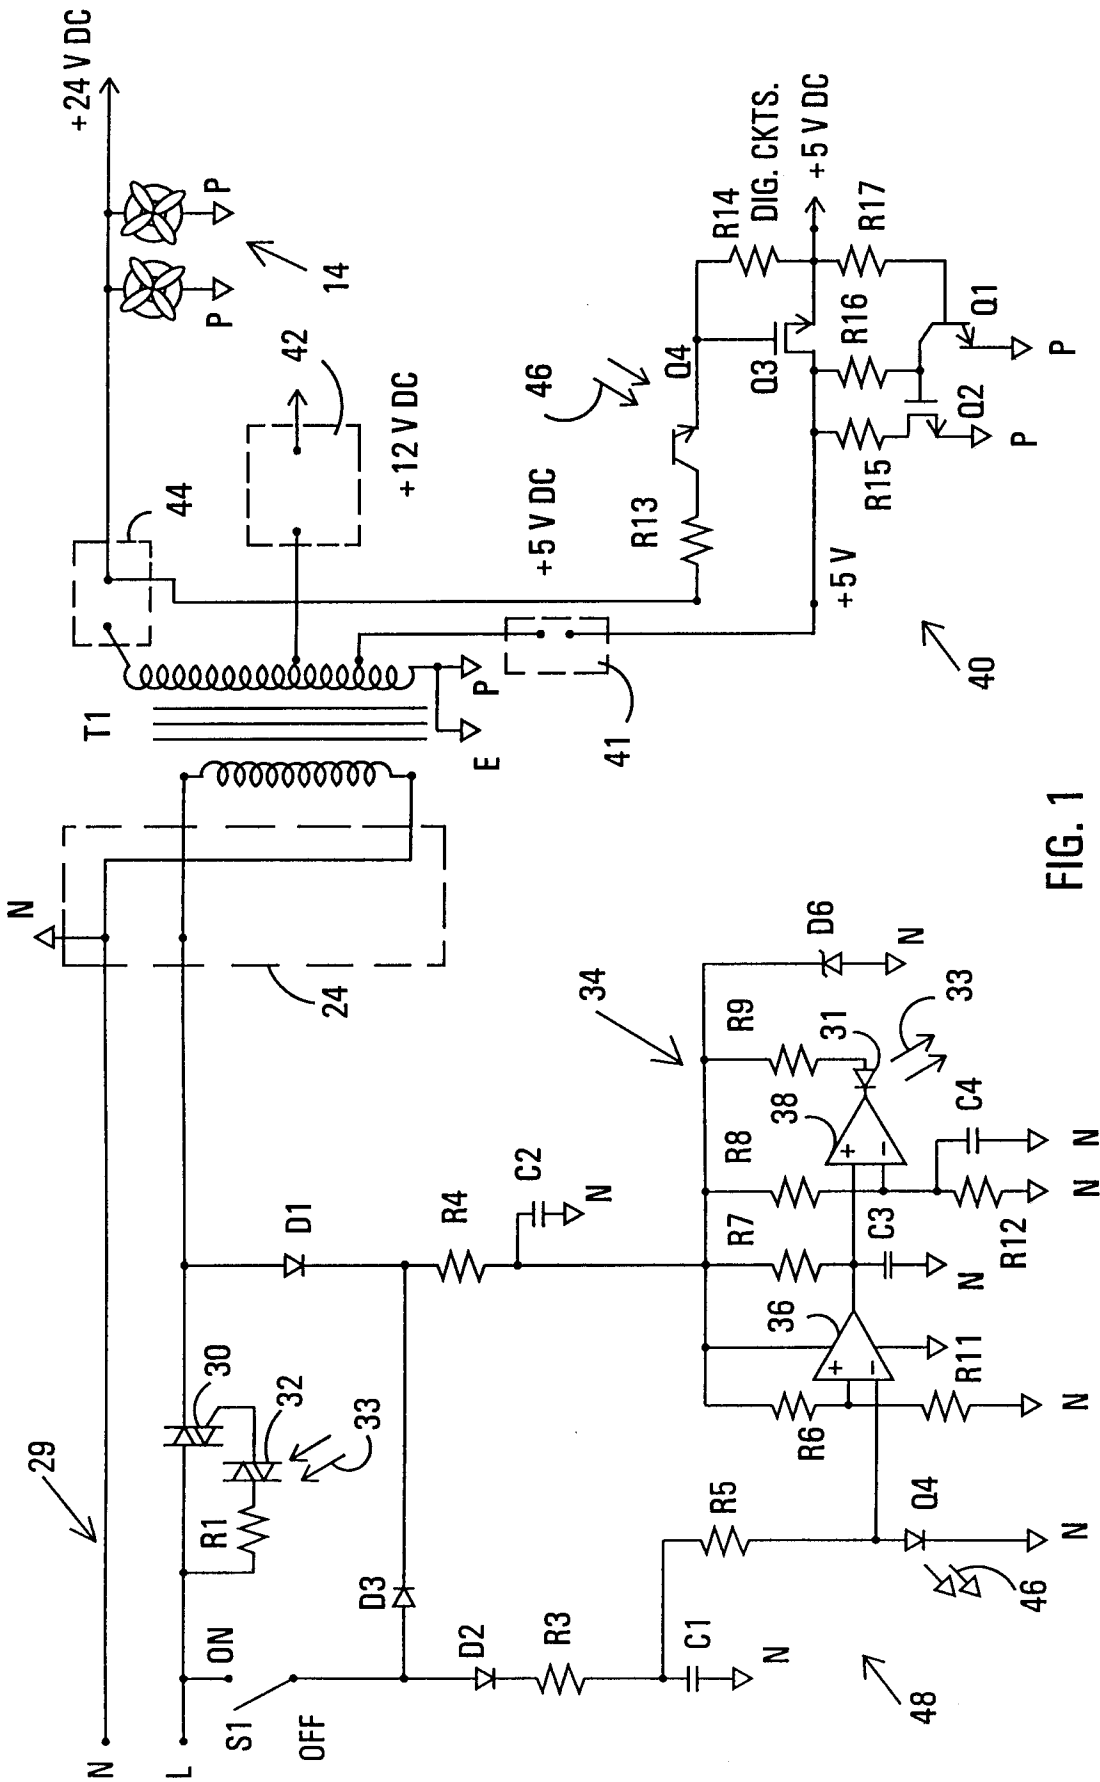 N
L
29
S1
ON
OFF
R1
30
32
33
D3
D2
R3
C1
N
48
D1
R4
C2
N
N
24
T1
E
P
44
+24 V DC
P
P
14
42
+12 V DC
41
+5 V DC
46
Q4
R13
R14
DIG. CKTS.
+5 V DC
+5 V
Q3
R16
R17
R15
Q2
Q1
P
P
40
34
R5
Q4
46
N
R6
36
+
–
R11
N
R7
C3
N
R8
38
+
–
R12
N
C4
N
R9
31
33
D6
N
FIG. 1